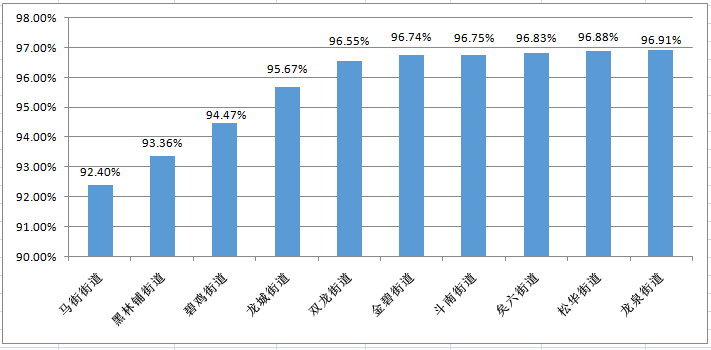 98.00%
97.00%
96.00%
95.00%
94.00%
93.00%
92.00%
91.00%
90.00%
92.40%
93.36%
94.47%
95.67%
96.55%
96.74%
96.75%
96.83%
96.88%
96.91%
马街街道
黑林铺街道
碧鸡街道
龙城街道
双龙街道
金碧街道
斗南街道
矣六街道
松华街道
龙泉街道